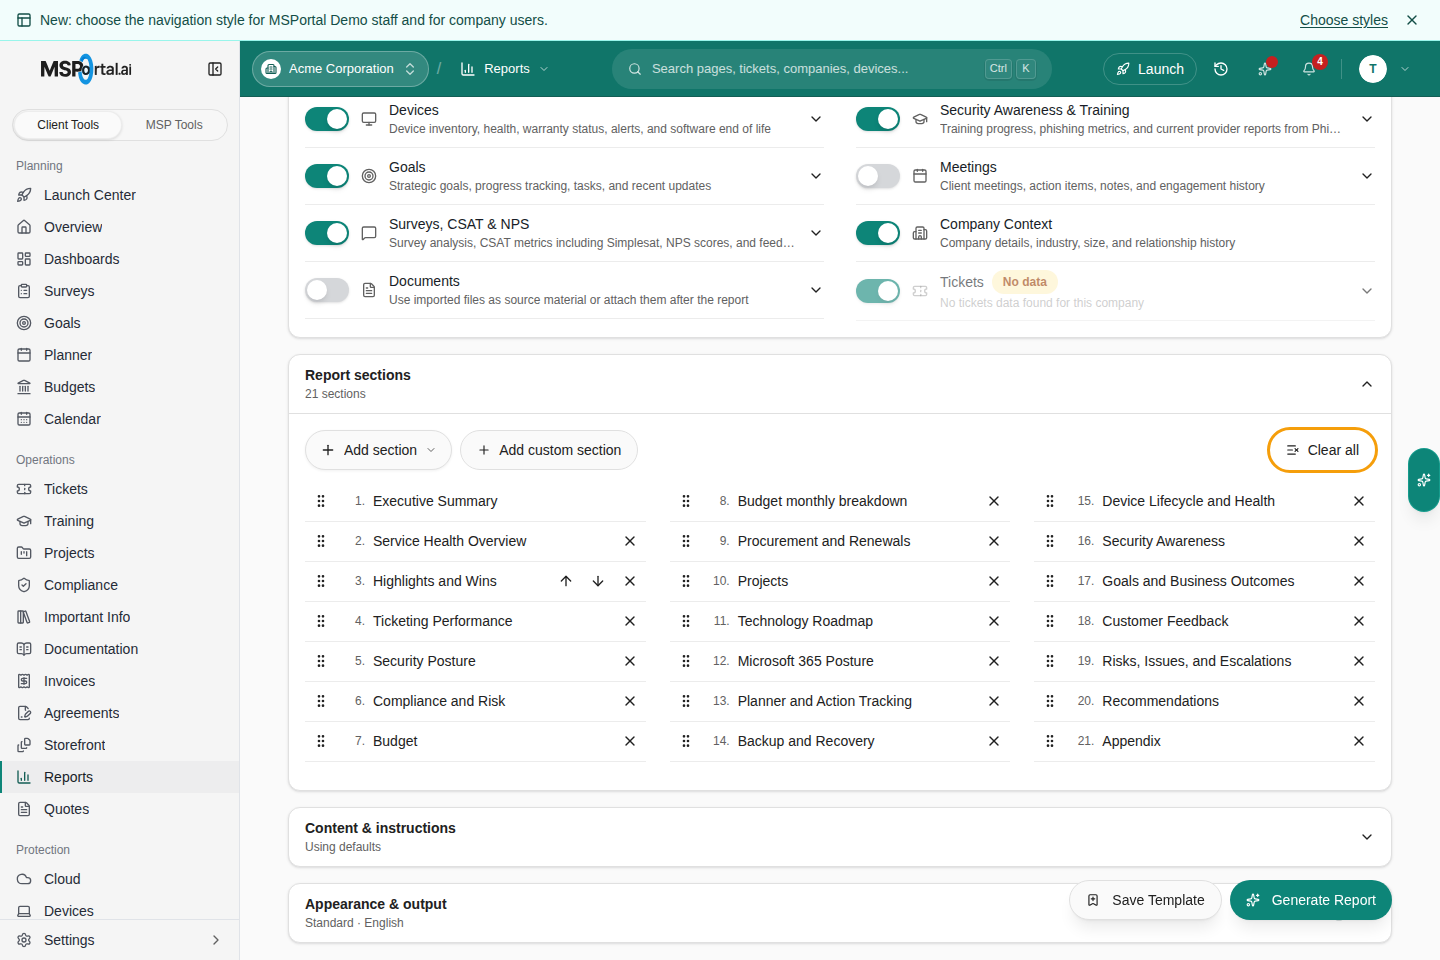 New: choose the navigation style for MSPortal Demo staff and for company users.
Choose styles
MSPortal.ai
Acme Corporation
/
Reports
Search pages, tickets, companies, devices...
Ctrl
K
Launch
4
T
Client Tools
MSP Tools
Planning
Launch Center
Overview
Dashboards
Surveys
Goals
Planner
Budgets
Calendar
Operations
Tickets
Training
Projects
Compliance
Important Info
Documentation
Invoices
Agreements
Storefront
Reports
Quotes
Protection
Cloud
Devices
Settings
Devices
Device inventory, health, warranty status, alerts, and software end of life
Goals
Strategic goals, progress tracking, tasks, and recent updates
Surveys, CSAT & NPS
Survey analysis, CSAT metrics including Simplesat, NPS scores, and feed…
Documents
Use imported files as source material or attach them after the report
Security Awareness & Training
Training progress, phishing metrics, and current provider reports from Phi…
Meetings
Client meetings, action items, notes, and engagement history
Company Context
Company details, industry, size, and relationship history
Tickets
No data
No tickets data found for this company
Report sections
21 sections
Add section
Add custom section
Clear all
1. Executive Summary
2. Service Health Overview
3. Highlights and Wins
4. Ticketing Performance
5. Security Posture
6. Compliance and Risk
7. Budget
8. Budget monthly breakdown
9. Procurement and Renewals
10. Projects
11. Technology Roadmap
12. Microsoft 365 Posture
13. Planner and Action Tracking
14. Backup and Recovery
15. Device Lifecycle and Health
16. Security Awareness
17. Goals and Business Outcomes
18. Customer Feedback
19. Risks, Issues, and Escalations
20. Recommendations
21. Appendix
Content & instructions
Using defaults
Appearance & output
Standard · English
Save Template
Generate Report